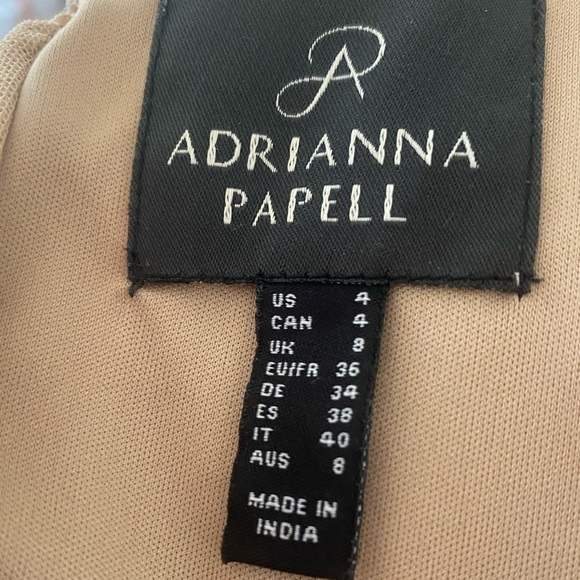 AP
ADRIANNA
PAPELL
US 4
CAN 4
UK 8
EU/FR 36
DE 34
ES 38
IT 40
AUS 8
MADE IN
INDIA